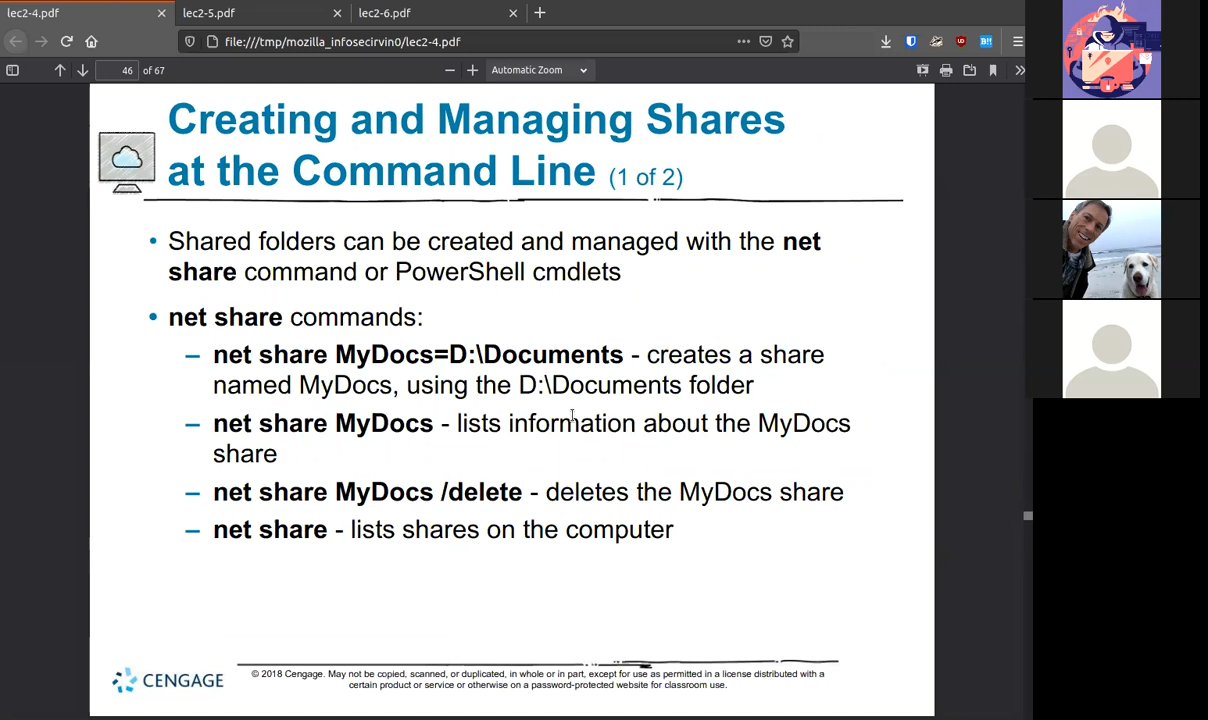 lec2-4.pdf
lec2-5.pdf
lec2-6.pdf
file:///tmp/mozilla_infosecirvin0/lec2-4.pdf
46 of 67
Automatic Zoom
Creating and Managing Shares
at the Command Line (1 of 2)
• Shared folders can be created and managed with the net
share command or PowerShell cmdlets
• net share commands:
– net share MyDocs=D:\Documents - creates a share
named MyDocs, using the D:\Documents folder
– net share MyDocs - lists information about the MyDocs
share
– net share MyDocs /delete - deletes the MyDocs share
– net share - lists shares on the computer
CENGAGE
© 2018 Cengage. May not be copied, scanned, or duplicated, in whole or in part, except for use as permitted in a license distributed with a
certain product or service or otherwise on a password-protected website for classroom use.